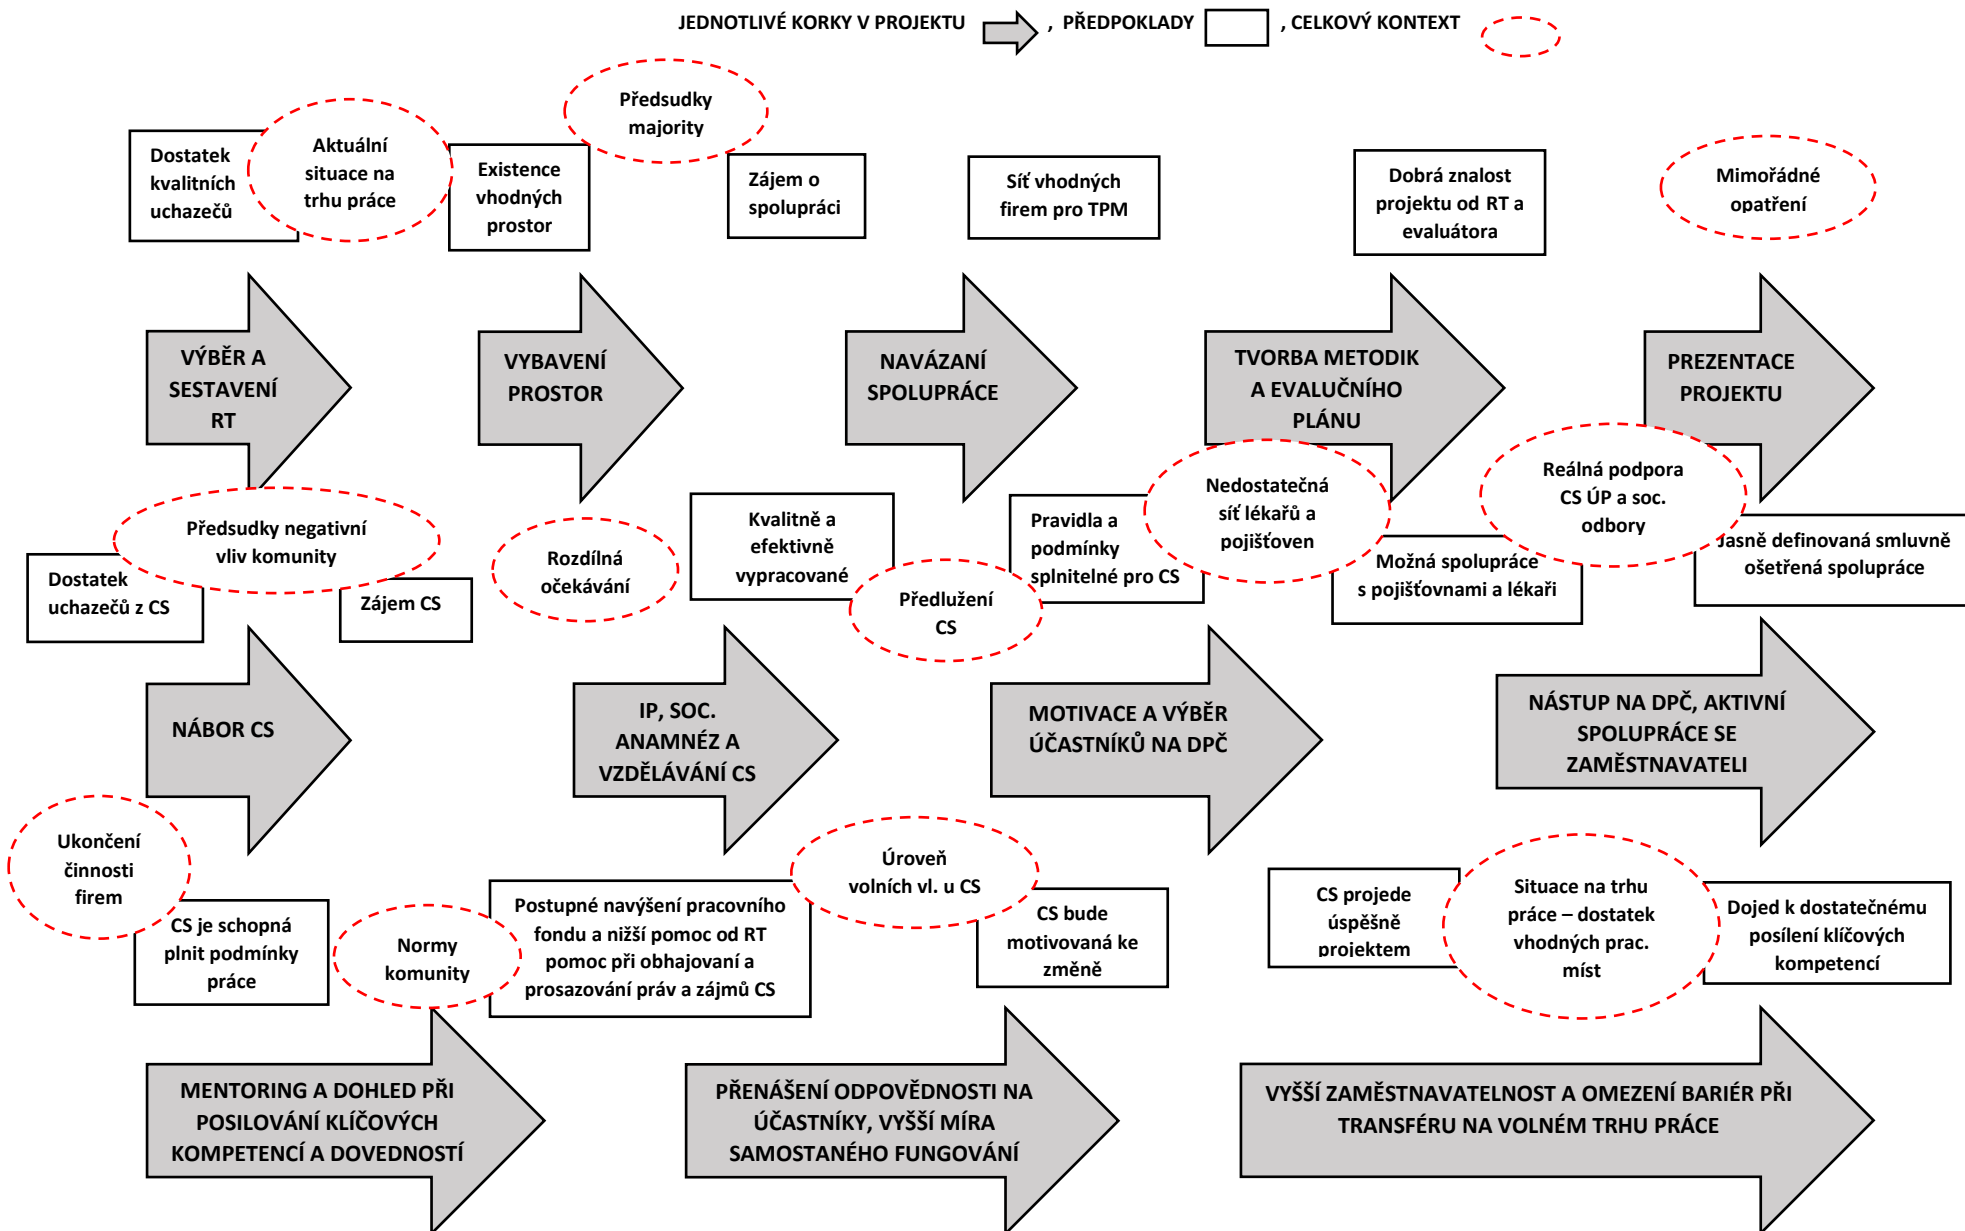 JEDNOTLIVÉ KORKY V PROJEKTU , PŘEDPOKLADY , CELKOVÝ KONTEXT
Předsudky
majority
Dostatek
kvalitních
uchazečů
Aktuální
situace na
trhu práce
Existence
vhodných
prostor
Zájem o
spolupráci
Síť vhodných
firem pro TPM
Dobrá znalost
projektu od RT a
evaluátora
Mimořádné
opatření
VÝBĚR A
SESTAVENÍ
RT
VYBAVENÍ
PROSTOR
NAVÁZANÍ
SPOLUPRÁCE
TVORBA METODIK
A EVALUČNÍHO
PLÁNU
PREZENTACE
PROJEKTU
Dostatek
uchazečů z CS
Předsudky negativní
vliv komunity
Zájem CS
Rozdílná
očekávání
Kvalitně a
efektivně
vypracované
Předlužení
CS
Pravidla a
podmínky
splnitelné pro CS
Nedostatečná
síť lékařů a
pojišťoven
Možná spolupráce
s pojišťovnami a lékaři
Reálná podpora
CS ÚP a soc.
odbory
Jasně definovaná smluvně
ošetřená spolupráce
NÁBOR CS
IP, SOC.
ANAMNÉZ A
VZDĚLÁVÁNÍ CS
MOTIVACE A VÝBĚR
ÚČASTNÍKŮ NA DPČ
NÁSTUP NA DPČ, AKTIVNÍ
SPOLUPRÁCE SE
ZAMĚSTNAVATELI
Ukončení
činnosti
firem
CS je schopná
plnit podmínky
práce
Normy
komunity
Postupné navýšení pracovního
fondu a nižší pomoc od RT
pomoc při obhajovaní a
prosazování práv a zájmů CS
Úroveň
volních vl. u CS
CS bude
motivovaná ke
změně
CS projede
úspěšně
projektem
Situace na trhu
práce – dostatek
vhodných prac.
míst
Dojed k dostatečnému
posílení klíčových
kompetencí
MENTORING A DOHLED PŘI
POSILOVÁNÍ KLÍČOVÝCH
KOMPETENCÍ A DOVEDNOSTÍ
PŘENÁŠENÍ ODPOVĚDNOSTI NA
ÚČASTNÍKY, VYŠŠÍ MÍRA
SAMOSTANÉHO FUNGOVÁNÍ
VYŠŠÍ ZAMĚSTNAVATELNOST A OMEZENÍ BARIÉR PŘI
TRANSFÉRU NA VOLNÉM TRHU PRÁCE